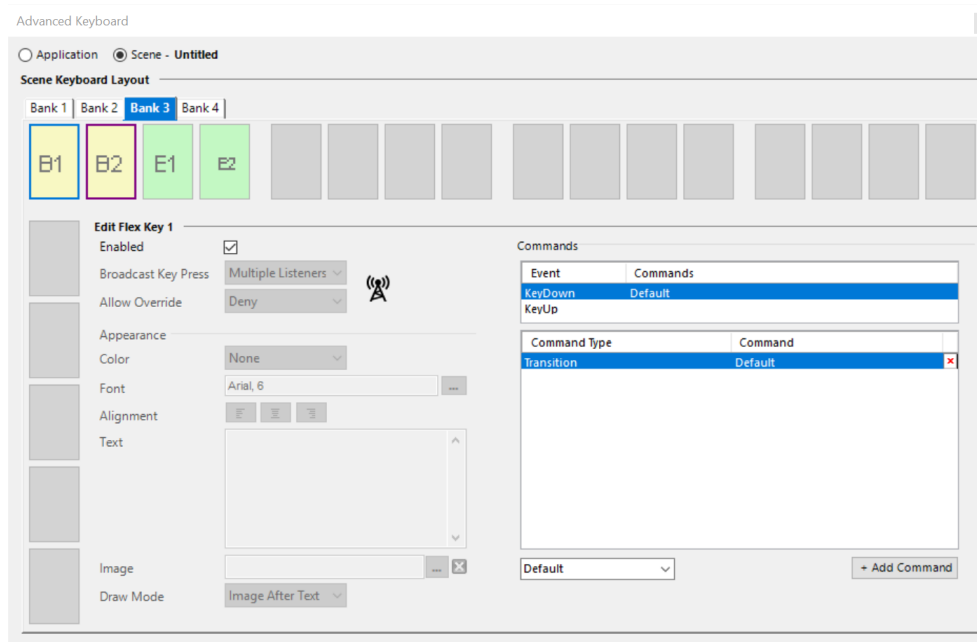 Advanced Keyboard
Application Scene - Untitled
Scene Keyboard Layout
Bank 1 Bank 2 Bank 3 Bank 4
B1 B2 E1 E2
Edit Flex Key 1
Enabled
Broadcast Key Press Multiple Listeners
Allow Override Deny
Appearance
Color None
Font Arial, 6 ...
Alignment
Text
Image ...
Draw Mode Image After Text
Commands
Event Commands
KeyDown Default
KeyUp
Command Type Command
Transition Default
Default + Add Command